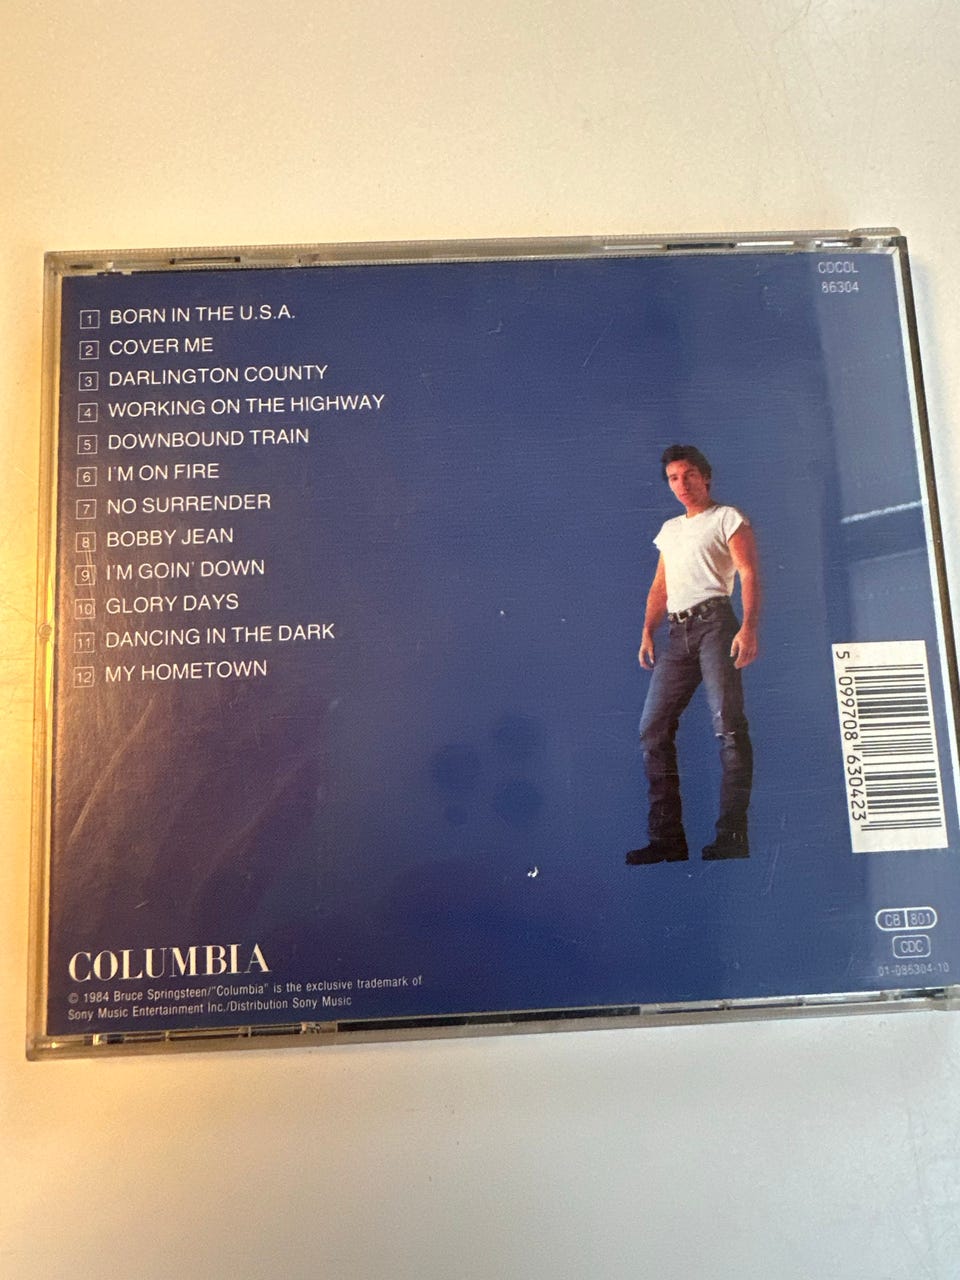 CDCOL
86304
1 BORN IN THE U.S.A.
2 COVER ME
3 DARLINGTON COUNTY
4 WORKING ON THE HIGHWAY
5 DOWNBOUND TRAIN
6 I'M ON FIRE
7 NO SURRENDER
8 BOBBY JEAN
9 I'M GOIN' DOWN
10 GLORY DAYS
11 DANCING IN THE DARK
12 MY HOMETOWN
5 099708 630423
CB 801
CDC
01-086304-10
COLUMBIA
© 1984 Bruce Springsteen/"Columbia" is the exclusive trademark of
Sony Music Entertainment Inc./Distribution Sony Music